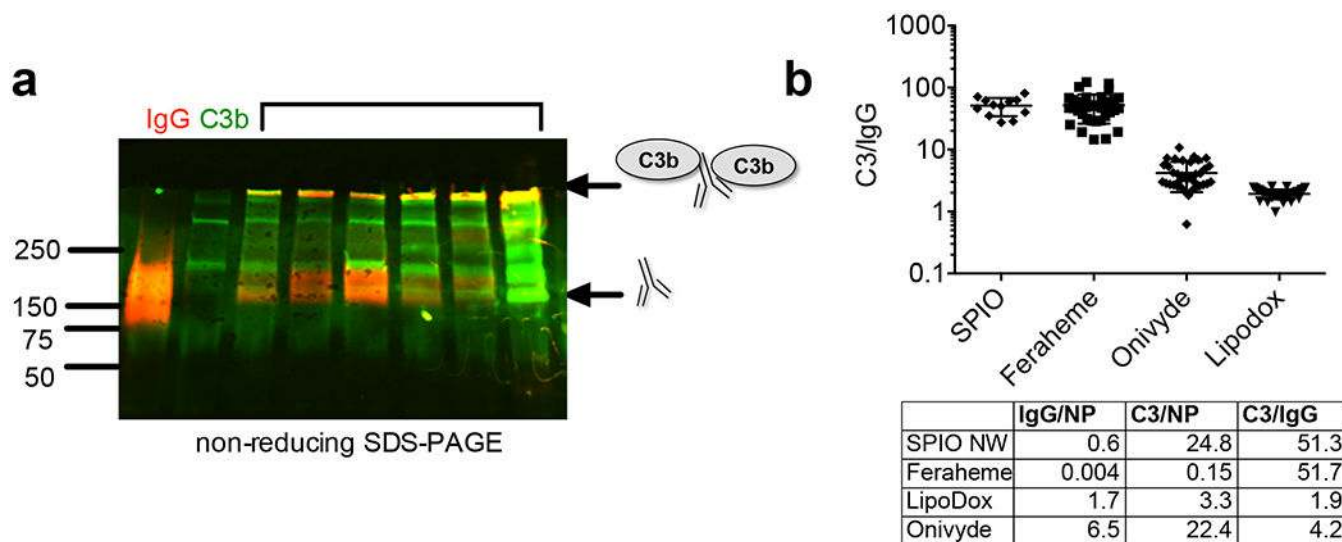 a
IgG C3b
250
150
75
50
C3b
C3b
non-reducing SDS-PAGE
b
C3/IgG
1000
100
10
1
0.1
SPIO
Feraheme
Onivyde
Lipodox
IgG/NP C3/NP C3/IgG
SPIO NW 0.6 24.8 51.3
Feraheme 0.004 0.15 51.7
LipoDox 1.7 3.3 1.9
Onivyde 6.5 22.4 4.2